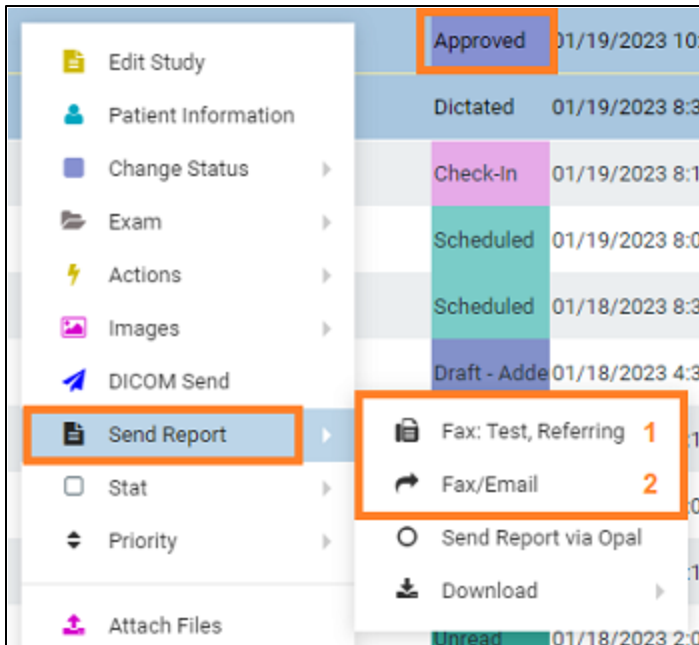 Edit Study
Patient Information
Change Status
Exam
Actions
Images
DICOM Send
Send Report
Stat
Priority
Attach Files
Fax: Test, Referring 1
Fax/Email 2
Send Report via Opal
Download
Approved 01/19/2023 10:
Dictated 01/19/2023 8:3
Check-In 01/19/2023 8:1
Scheduled 01/19/2023 8:0
Scheduled 01/18/2023 8:3
Draft - Adde 01/18/2023 4:3
Unread 01/18/2023 2:0